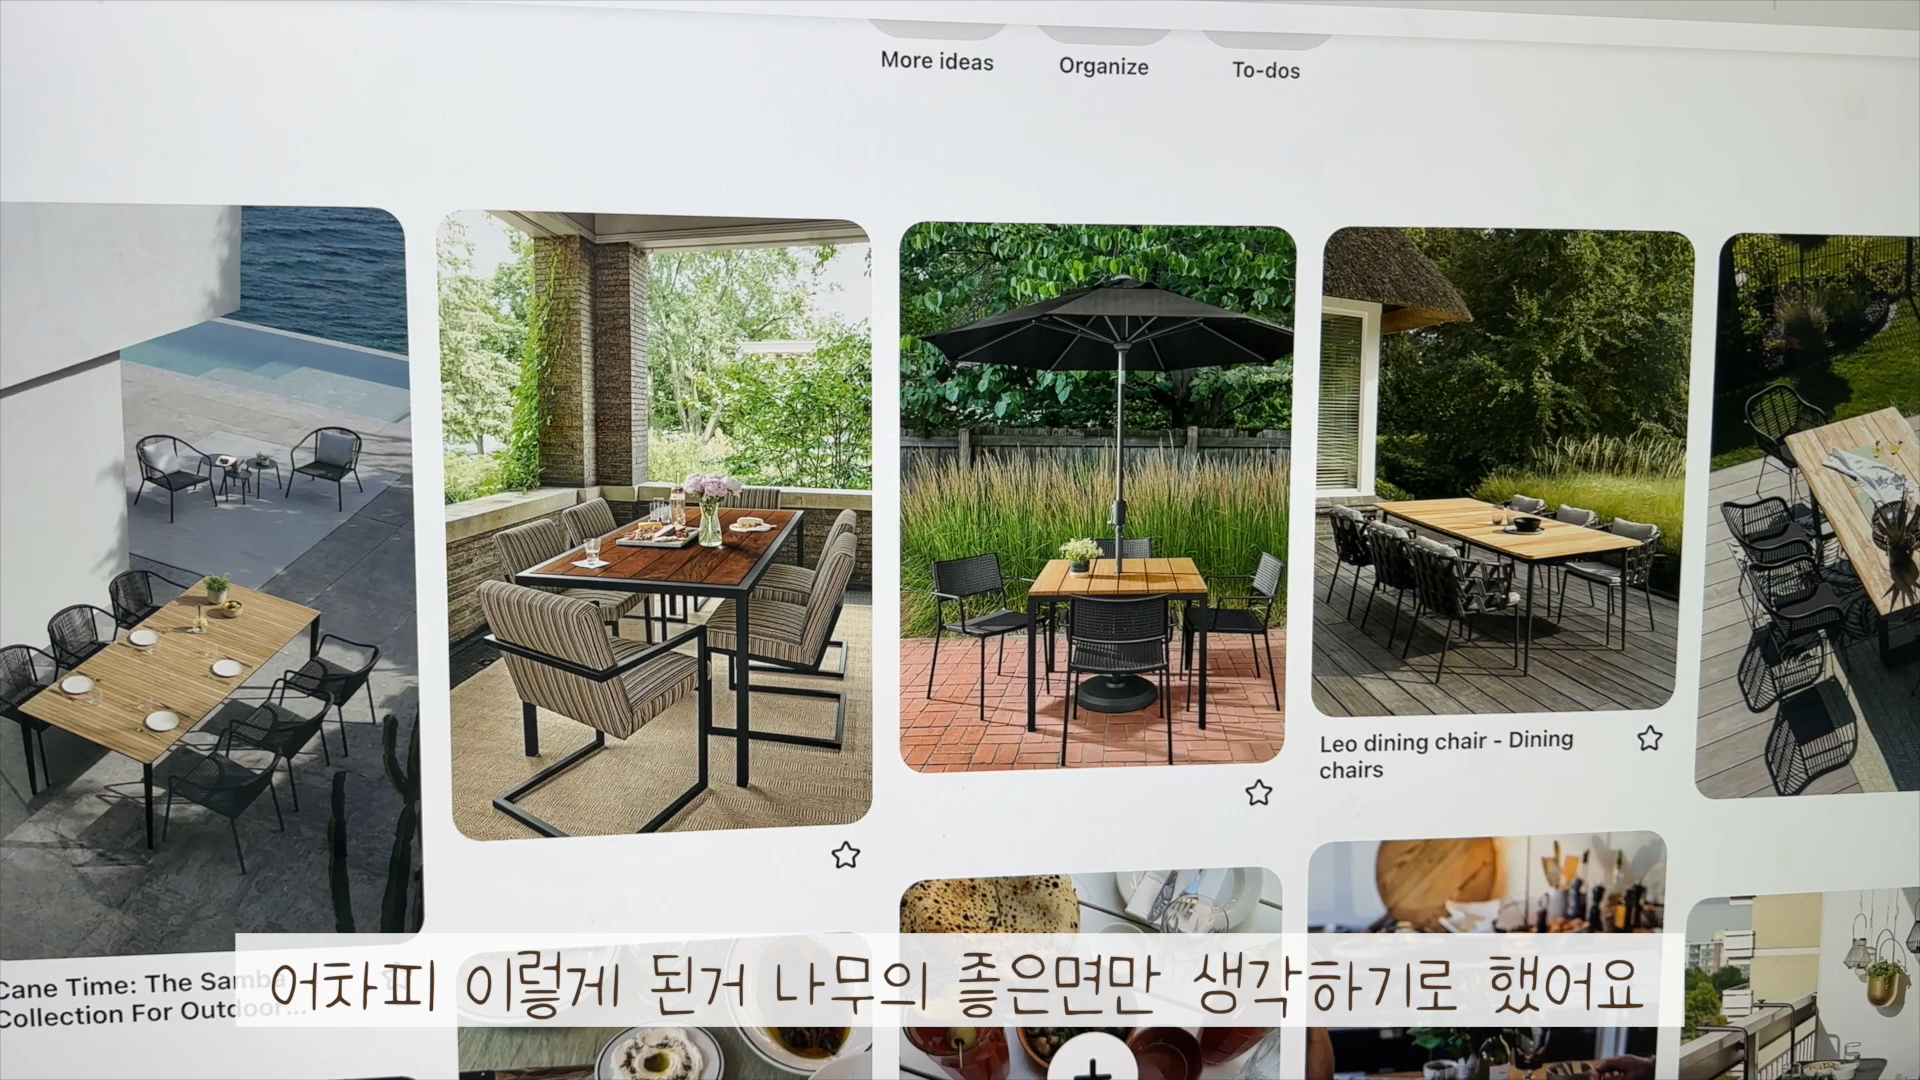 More ideas
Organize
To-dos
Leo dining chair - Dining
chairs
Cane Time: The Samba
Collection For Outdoor...
어차피 이렇게 된거 나무의 좋은면만 생각하기로 했어요